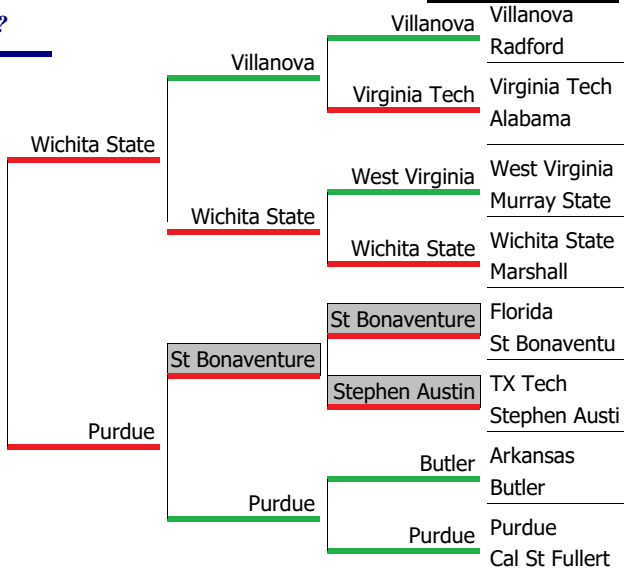 ?
Villanova
Villanova
Radford
Villanova
Virginia Tech
Virginia Tech
Alabama
Wichita State
West Virginia
West Virginia
Murray State
Wichita State
Wichita State
Wichita State
Marshall
St Bonaventure
Florida
St Bonaventu
St Bonaventure
Stephen Austin
TX Tech
Stephen Austi
Purdue
Butler
Arkansas
Butler
Purdue
Purdue
Purdue
Cal St Fullert